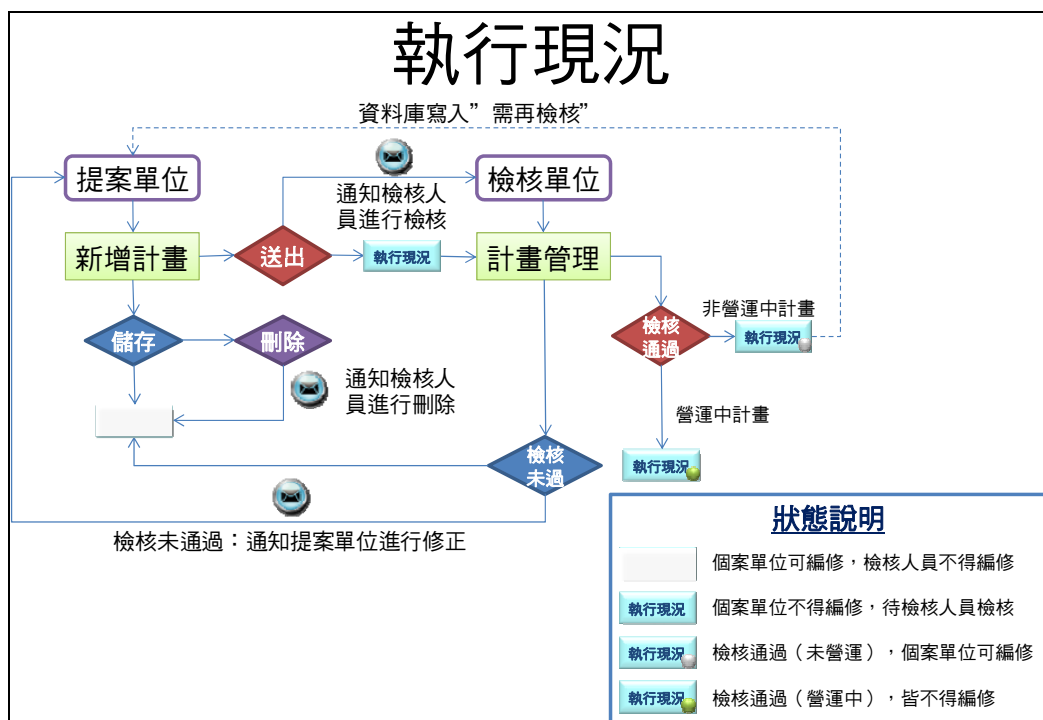 執行現況
資料庫寫入”需再檢核”
提案單位
檢核單位
通知檢核人
員進行檢核
新增計畫
送出
執行現況
計畫管理
非營運中計畫
儲存
刪除
檢核
通過
執行現況
通知檢核人
員進行刪除
營運中計畫
檢核
未過
執行現況
檢核未通過：通知提案單位進行修正
狀態說明
個案單位可編修，檢核人員不得編修
執行現況 個案單位不得編修，待檢核人員檢核
執行現況 檢核通過（未營運），個案單位可編修
執行現況 檢核通過（營運中），皆不得編修